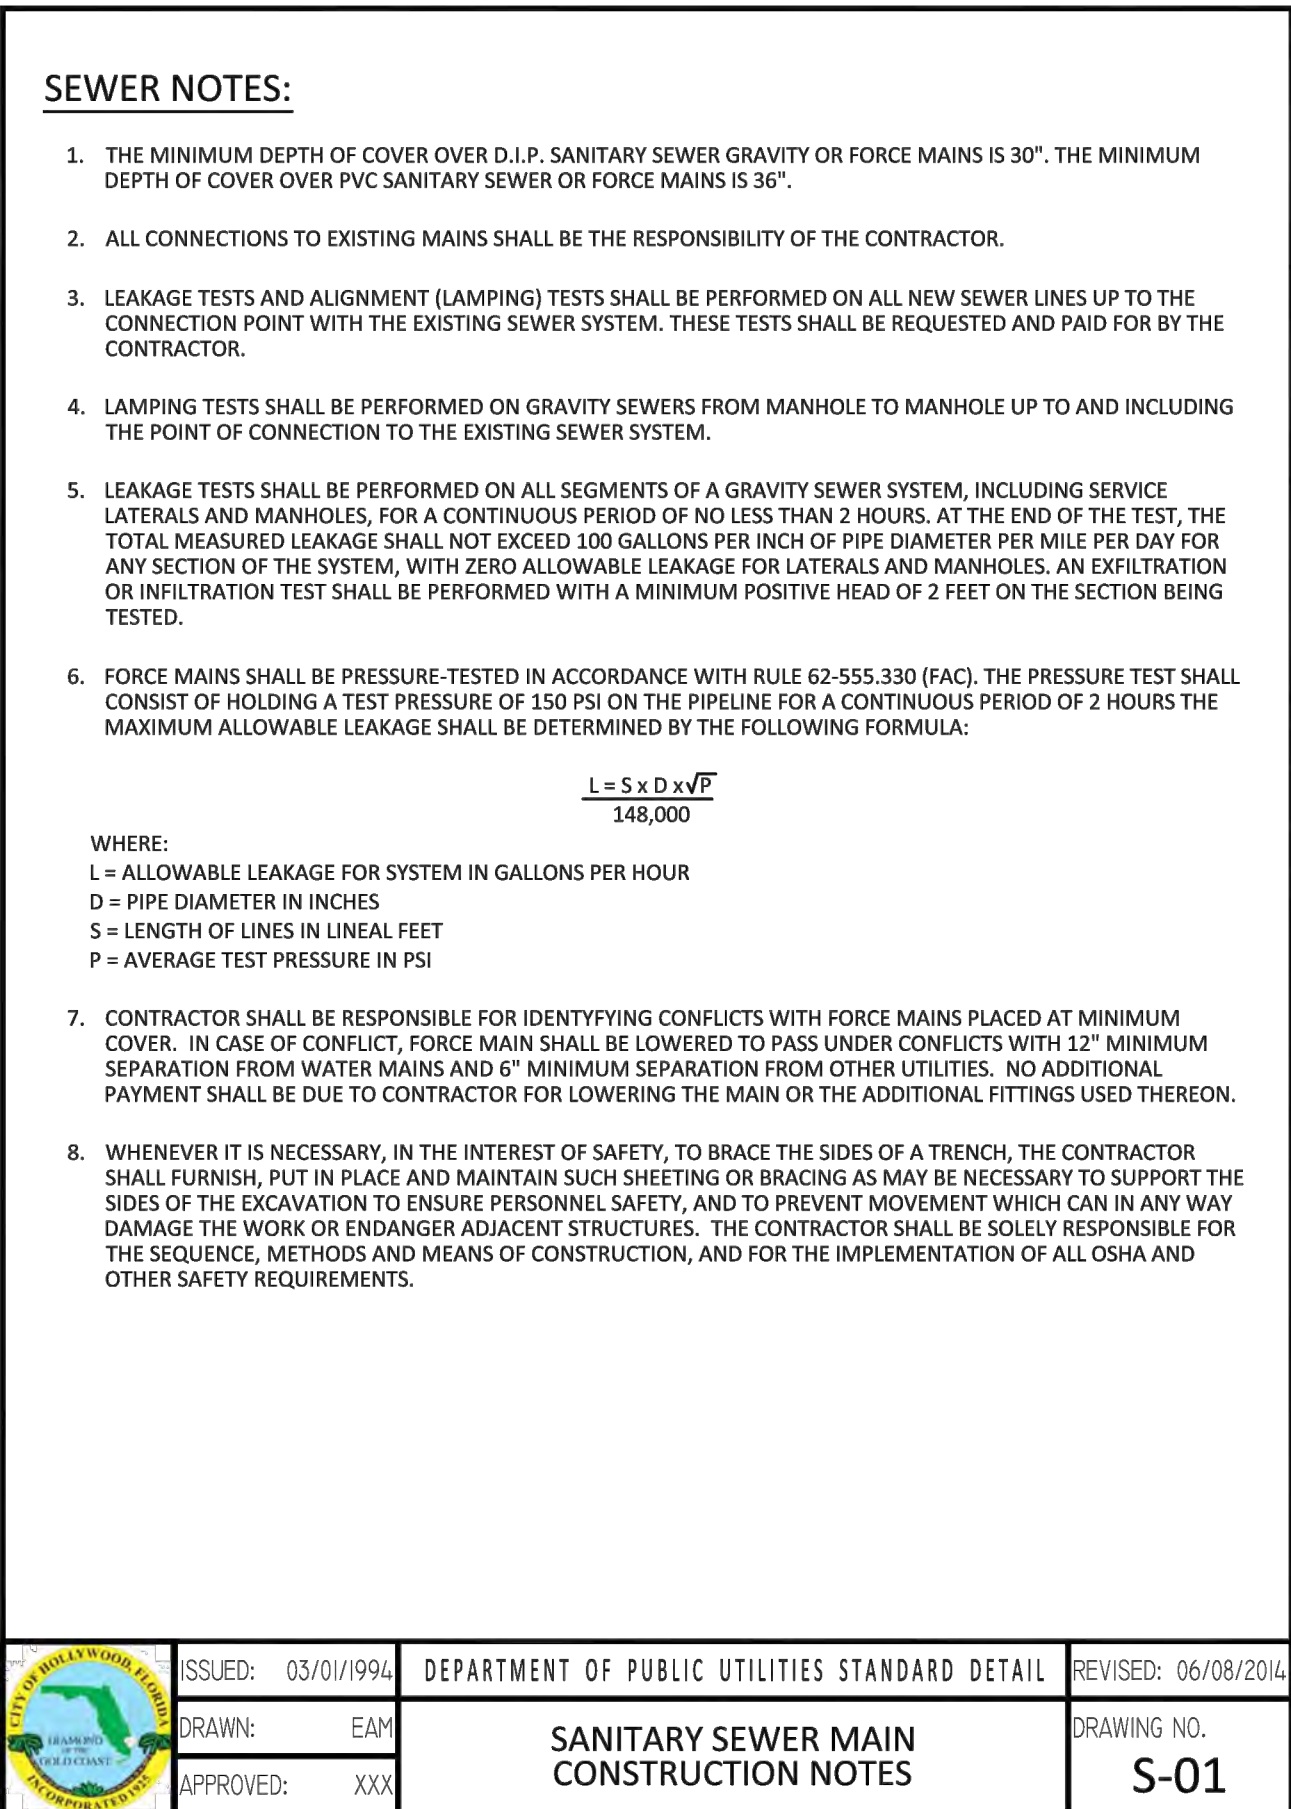 SEWER NOTES:
1. THE MINIMUM DEPTH OF COVER OVER D.I.P. SANITARY SEWER GRAVITY OR FORCE MAINS IS 30". THE MINIMUM
DEPTH OF COVER OVER PVC SANITARY SEWER OR FORCE MAINS IS 36".
2. ALL CONNECTIONS TO EXISTING MAINS SHALL BE THE RESPONSIBILITY OF THE CONTRACTOR.
3. LEAKAGE TESTS AND ALIGNMENT (LAMPING) TESTS SHALL BE PERFORMED ON ALL NEW SEWER LINES UP TO THE
CONNECTION POINT WITH THE EXISTING SEWER SYSTEM. THESE TESTS SHALL BE REQUESTED AND PAID FOR BY THE
CONTRACTOR.
4. LAMPING TESTS SHALL BE PERFORMED ON GRAVITY SEWERS FROM MANHOLE TO MANHOLE UP TO AND INCLUDING
THE POINT OF CONNECTION TO THE EXISTING SEWER SYSTEM.
5. LEAKAGE TESTS SHALL BE PERFORMED ON ALL SEGMENTS OF A GRAVITY SEWER SYSTEM, INCLUDING SERVICE
LATERALS AND MANHOLES, FOR A CONTINUOUS PERIOD OF NO LESS THAN 2 HOURS. AT THE END OF THE TEST, THE
TOTAL MEASURED LEAKAGE SHALL NOT EXCEED 100 GALLONS PER INCH OF PIPE DIAMETER PER MILE PER DAY FOR
ANY SECTION OF THE SYSTEM, WITH ZERO ALLOWABLE LEAKAGE FOR LATERALS AND MANHOLES. AN EXFILTRATION
OR INFILTRATION TEST SHALL BE PERFORMED WITH A MINIMUM POSITIVE HEAD OF 2 FEET ON THE SECTION BEING
TESTED.
6. FORCE MAINS SHALL BE PRESSURE-TESTED IN ACCORDANCE WITH RULE 62-555.330 (FAC). THE PRESSURE TEST SHALL
CONSIST OF HOLDING A TEST PRESSURE OF 150 PSI ON THE PIPELINE FOR A CONTINUOUS PERIOD OF 2 HOURS THE
MAXIMUM ALLOWABLE LEAKAGE SHALL BE DETERMINED BY THE FOLLOWING FORMULA:
L = S x D x√P
148,000
WHERE:
L = ALLOWABLE LEAKAGE FOR SYSTEM IN GALLONS PER HOUR
D = PIPE DIAMETER IN INCHES
S = LENGTH OF LINES IN LINEAL FEET
P = AVERAGE TEST PRESSURE IN PSI
7. CONTRACTOR SHALL BE RESPONSIBLE FOR IDENTYFYING CONFLICTS WITH FORCE MAINS PLACED AT MINIMUM
COVER. IN CASE OF CONFLICT, FORCE MAIN SHALL BE LOWERED TO PASS UNDER CONFLICTS WITH 12" MINIMUM
SEPARATION FROM WATER MAINS AND 6" MINIMUM SEPARATION FROM OTHER UTILITIES. NO ADDITIONAL
PAYMENT SHALL BE DUE TO CONTRACTOR FOR LOWERING THE MAIN OR THE ADDITIONAL FITTINGS USED THEREON.
8. WHENEVER IT IS NECESSARY, IN THE INTEREST OF SAFETY, TO BRACE THE SIDES OF A TRENCH, THE CONTRACTOR
SHALL FURNISH, PUT IN PLACE AND MAINTAIN SUCH SHEETING OR BRACING AS MAY BE NECESSARY TO SUPPORT THE
SIDES OF THE EXCAVATION TO ENSURE PERSONNEL SAFETY, AND TO PREVENT MOVEMENT WHICH CAN IN ANY WAY
DAMAGE THE WORK OR ENDANGER ADJACENT STRUCTURES. THE CONTRACTOR SHALL BE SOLELY RESPONSIBLE FOR
THE SEQUENCE, METHODS AND MEANS OF CONSTRUCTION, AND FOR THE IMPLEMENTATION OF ALL OSHA AND
OTHER SAFETY REQUIREMENTS.
CITY OF HOLLYWOOD, FLORIDA
DIAMOND
OF THE
GOLD COAST
INCORPORATED 1925
ISSUED: 03/01/1994
DRAWN: EAM
APPROVED: XXX
DEPARTMENT OF PUBLIC UTILITIES STANDARD DETAIL
SANITARY SEWER MAIN
CONSTRUCTION NOTES
REVISED: 06/08/2014
DRAWING NO.
S-01